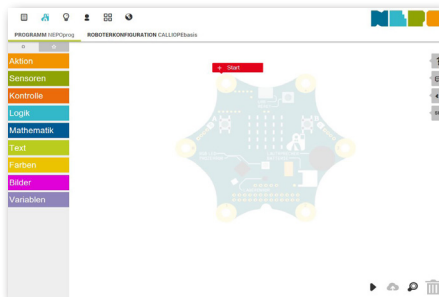 PROGRAMM NEPOprog ROBOTERKONFIGURATION CALLIOPEbasis
Aktion
Sensoren
Kontrolle
Logik
Mathematik
Text
Farben
Bilder
Variablen
+ Start